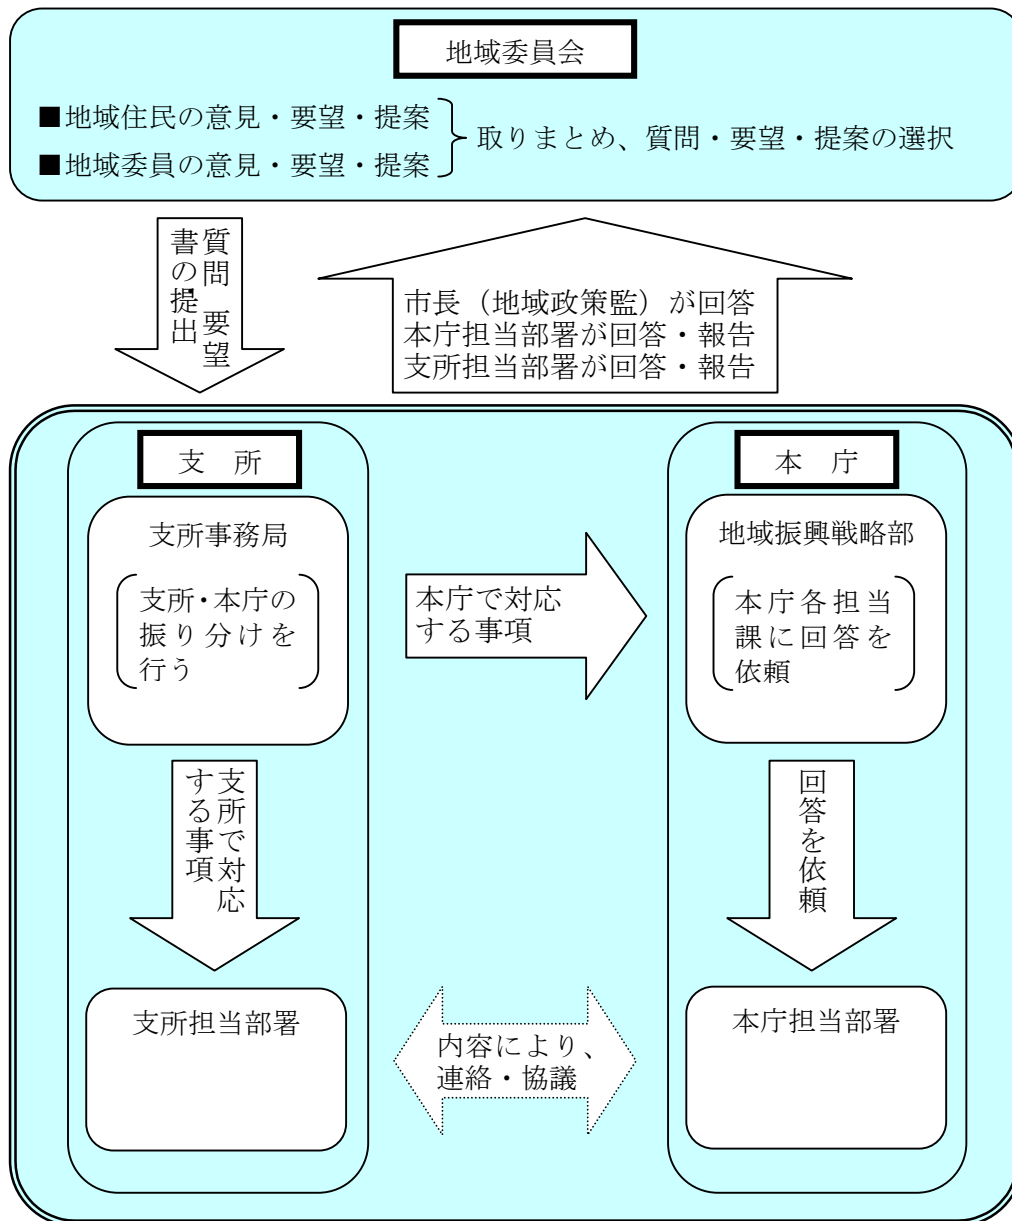 地域委員会
■地域住民の意見・要望・提案
■地域委員の意見・要望・提案
取りまとめ、質問・要望・提案の選択
質問・要望
書の提出
市長（地域政策監）が回答
本庁担当部署が回答・報告
支所担当部署が回答・報告
支　所
本　庁
支所事務局
支所・本庁の
振り分けを
行う
本庁で対応
する事項
地域振興戦略部
本庁各担当
課に回答を
依頼
支所で対応
する事項
回答を依頼
支所担当部署
内容により、
連絡・協議
本庁担当部署